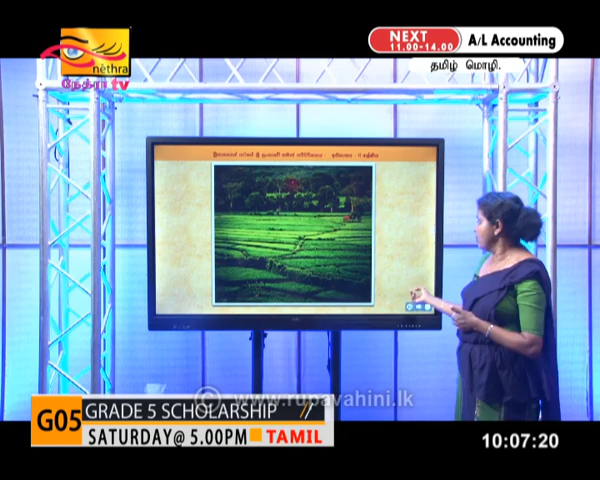 NEXT
11.00-14.00
A/L Accounting
தமிழ் மொழி.
nēthra
நேத்ரா tv
© www.rupavahini.lk
G05
GRADE 5 SCHOLARSHIP //
SATURDAY@ 5.00PM
TAMIL
10:07:20